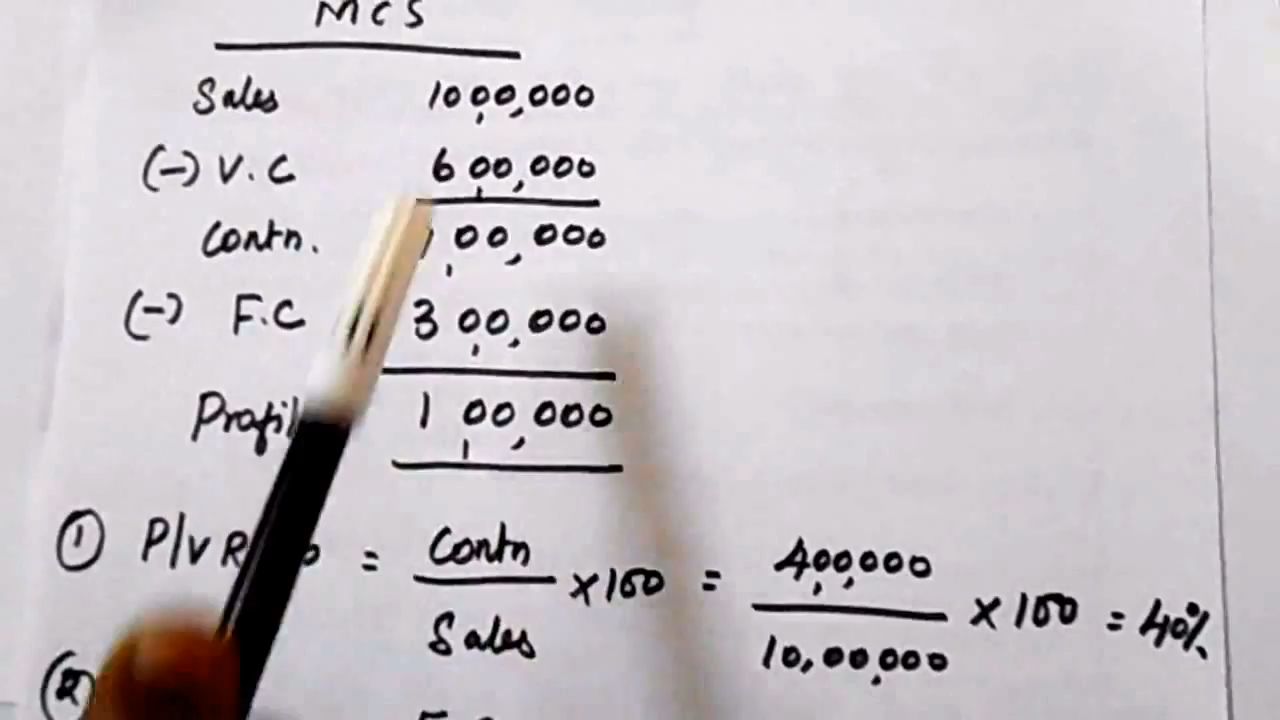 MCS
Sales 10,00,000
(-) V.C 6,00,000
Contn. ,00,000
(-) F.C 3,00,000
1,00,000
① P/V = Contn / Sales × 100 = 4,00,000 / 10,00,000 × 100 = 40%
②